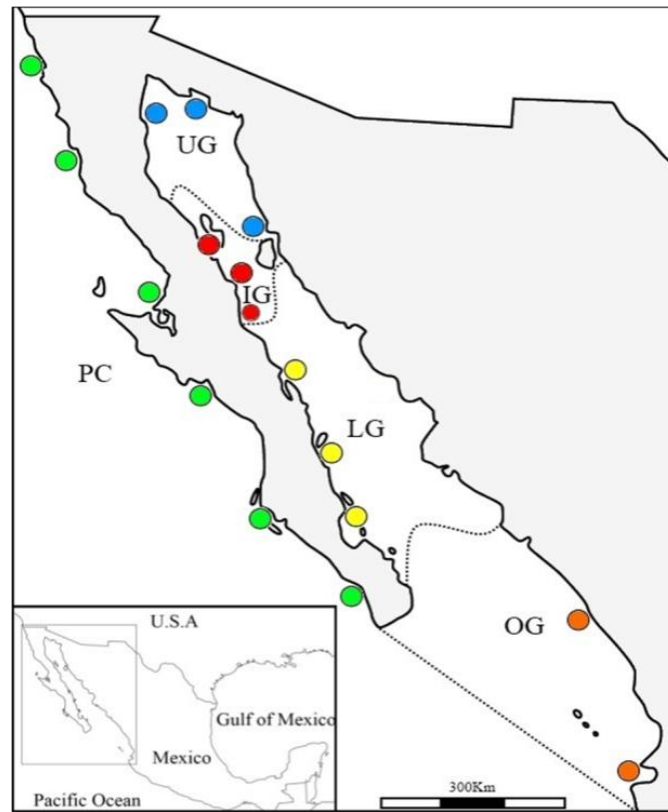 UG
IG
PC
LG
OG
U.S.A
Gulf of Mexico
Mexico
Pacific Ocean
300Km